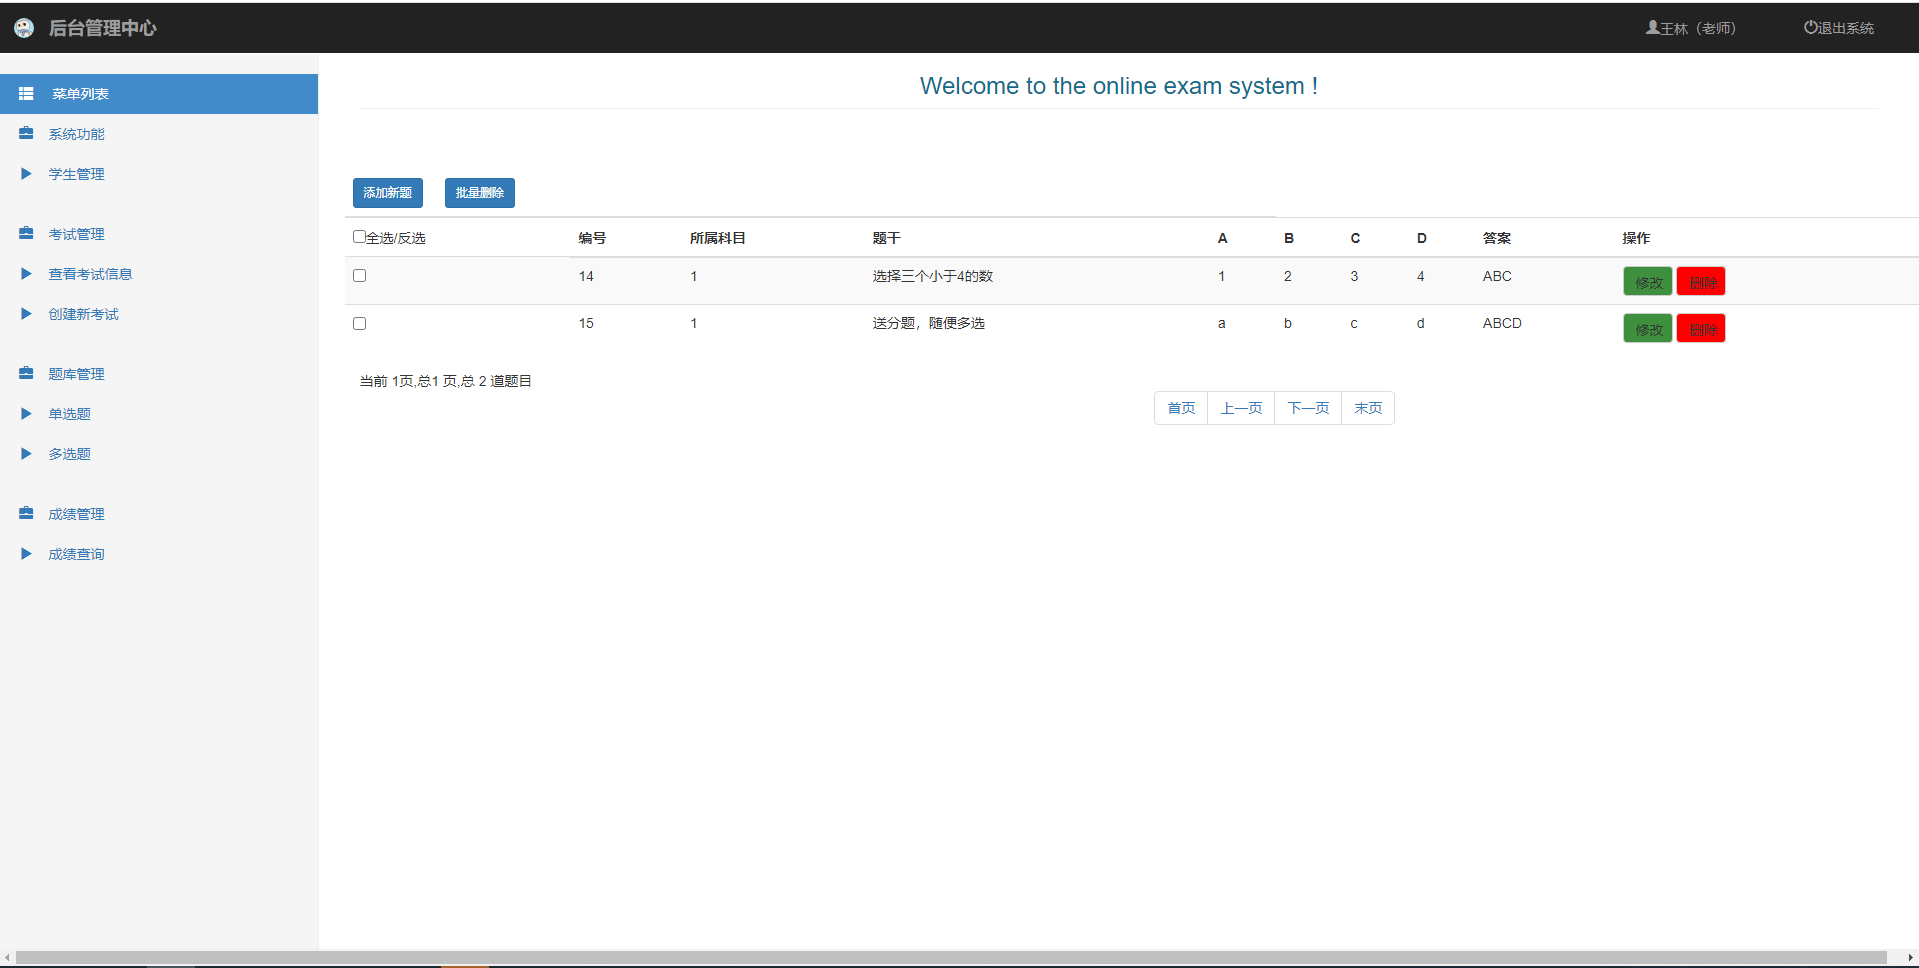 后台管理中心 王林（老师） 退出系统
菜单列表
系统功能
学生管理
考试管理
查看考试信息
创建新考试
题库管理
单选题
多选题
成绩管理
成绩查询
Welcome to the online exam system !
添加新题 批量删除
全选/反选 编号 所属科目 题干 A B C D 答案 操作
14 1 选择三个小于4的数 1 2 3 4 ABC 修改 删除
15 1 送分题，随便多选 a b c d ABCD 修改 删除
当前 1页,总1 页,总 2 道题目
首页 上一页 下一页 末页